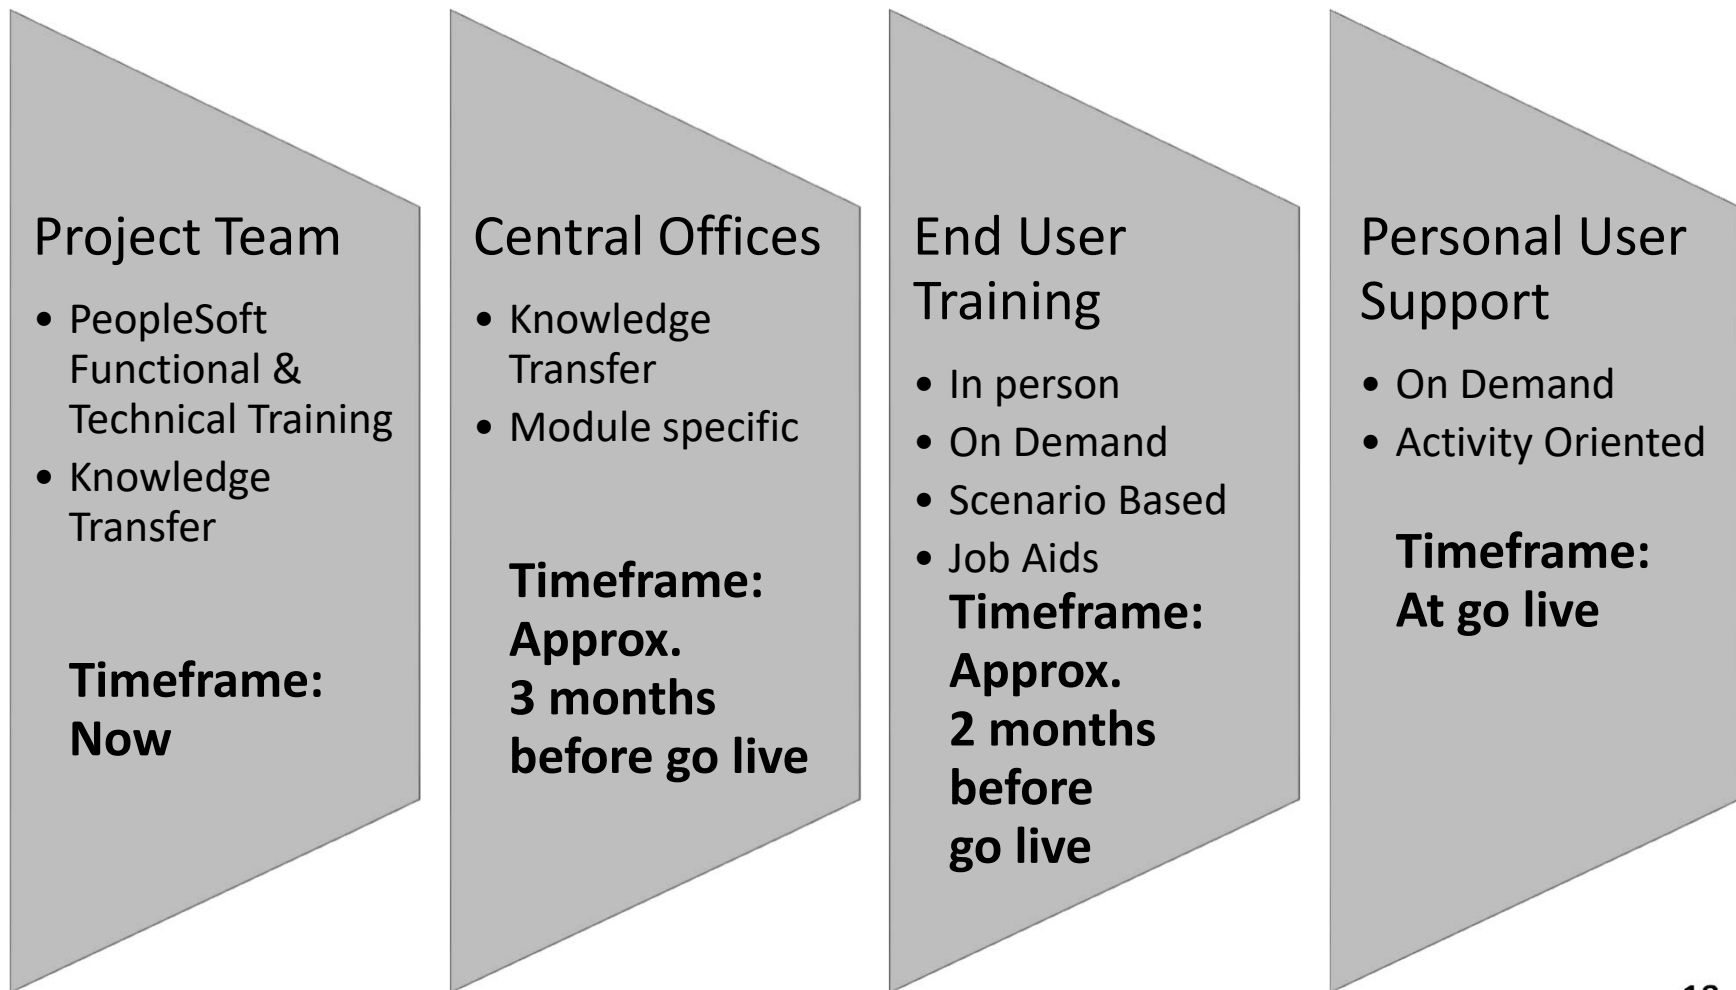 Project Team
• PeopleSoft
Functional &
Technical Training
• Knowledge
Transfer
Timeframe:
Now
Central Offices
• Knowledge
Transfer
• Module specific
Timeframe:
Approx.
3 months
before go live
End User
Training
• In person
• On Demand
• Scenario Based
• Job Aids
Timeframe:
Approx.
2 months
before
go live
Personal User
Support
• On Demand
• Activity Oriented
Timeframe:
At go live